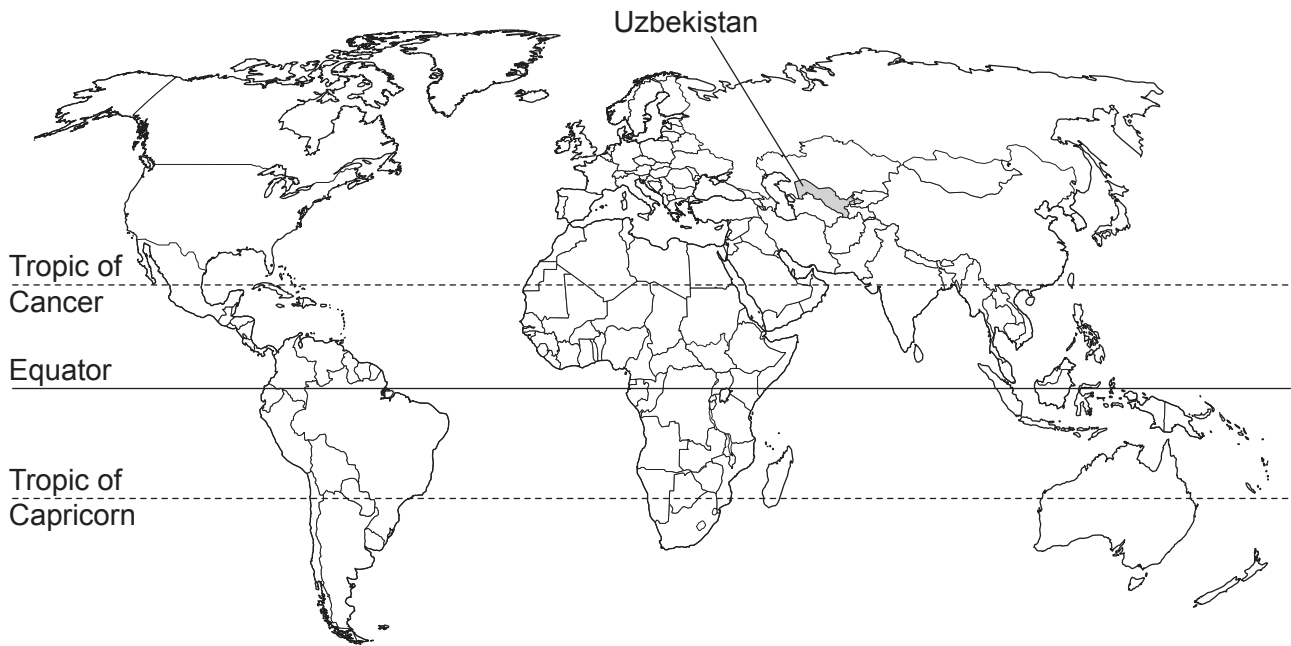 Uzbekistan
Tropic of
Cancer
Equator
Tropic of
Capricorn